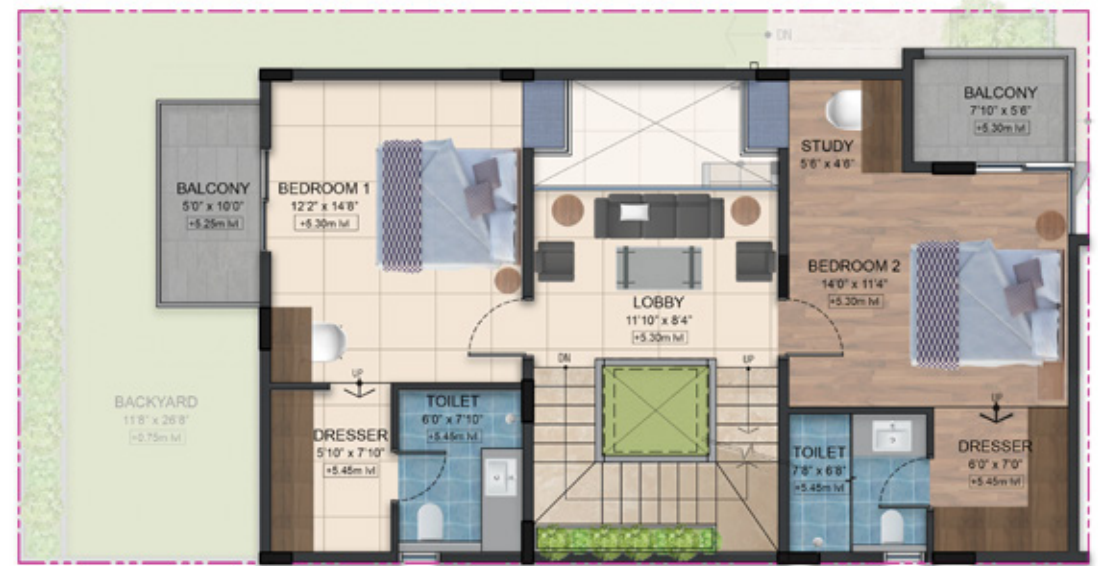 DN
BALCONY
7'10" x 5'6"
+5.30m lvl
STUDY
5'6" x 4'6"
BALCONY
5'0" x 10'0"
+5.25m lvl
BEDROOM 1
12'2" x 14'8"
+5.30m lvl
BEDROOM 2
14'0" x 11'4"
+5.30m lvl
LOBBY
11'10" x 8'4"
+5.30m lvl
DN
UP
UP
UP
BACKYARD
11'8" x 26'8"
+0.75m lvl
TOILET
6'0" x 7'10"
+5.45m lvl
DRESSER
5'10" x 7'10"
+5.45m lvl
TOILET
7'8" x 6'8"
+5.45m lvl
DRESSER
6'0" x 7'0"
+5.45m lvl